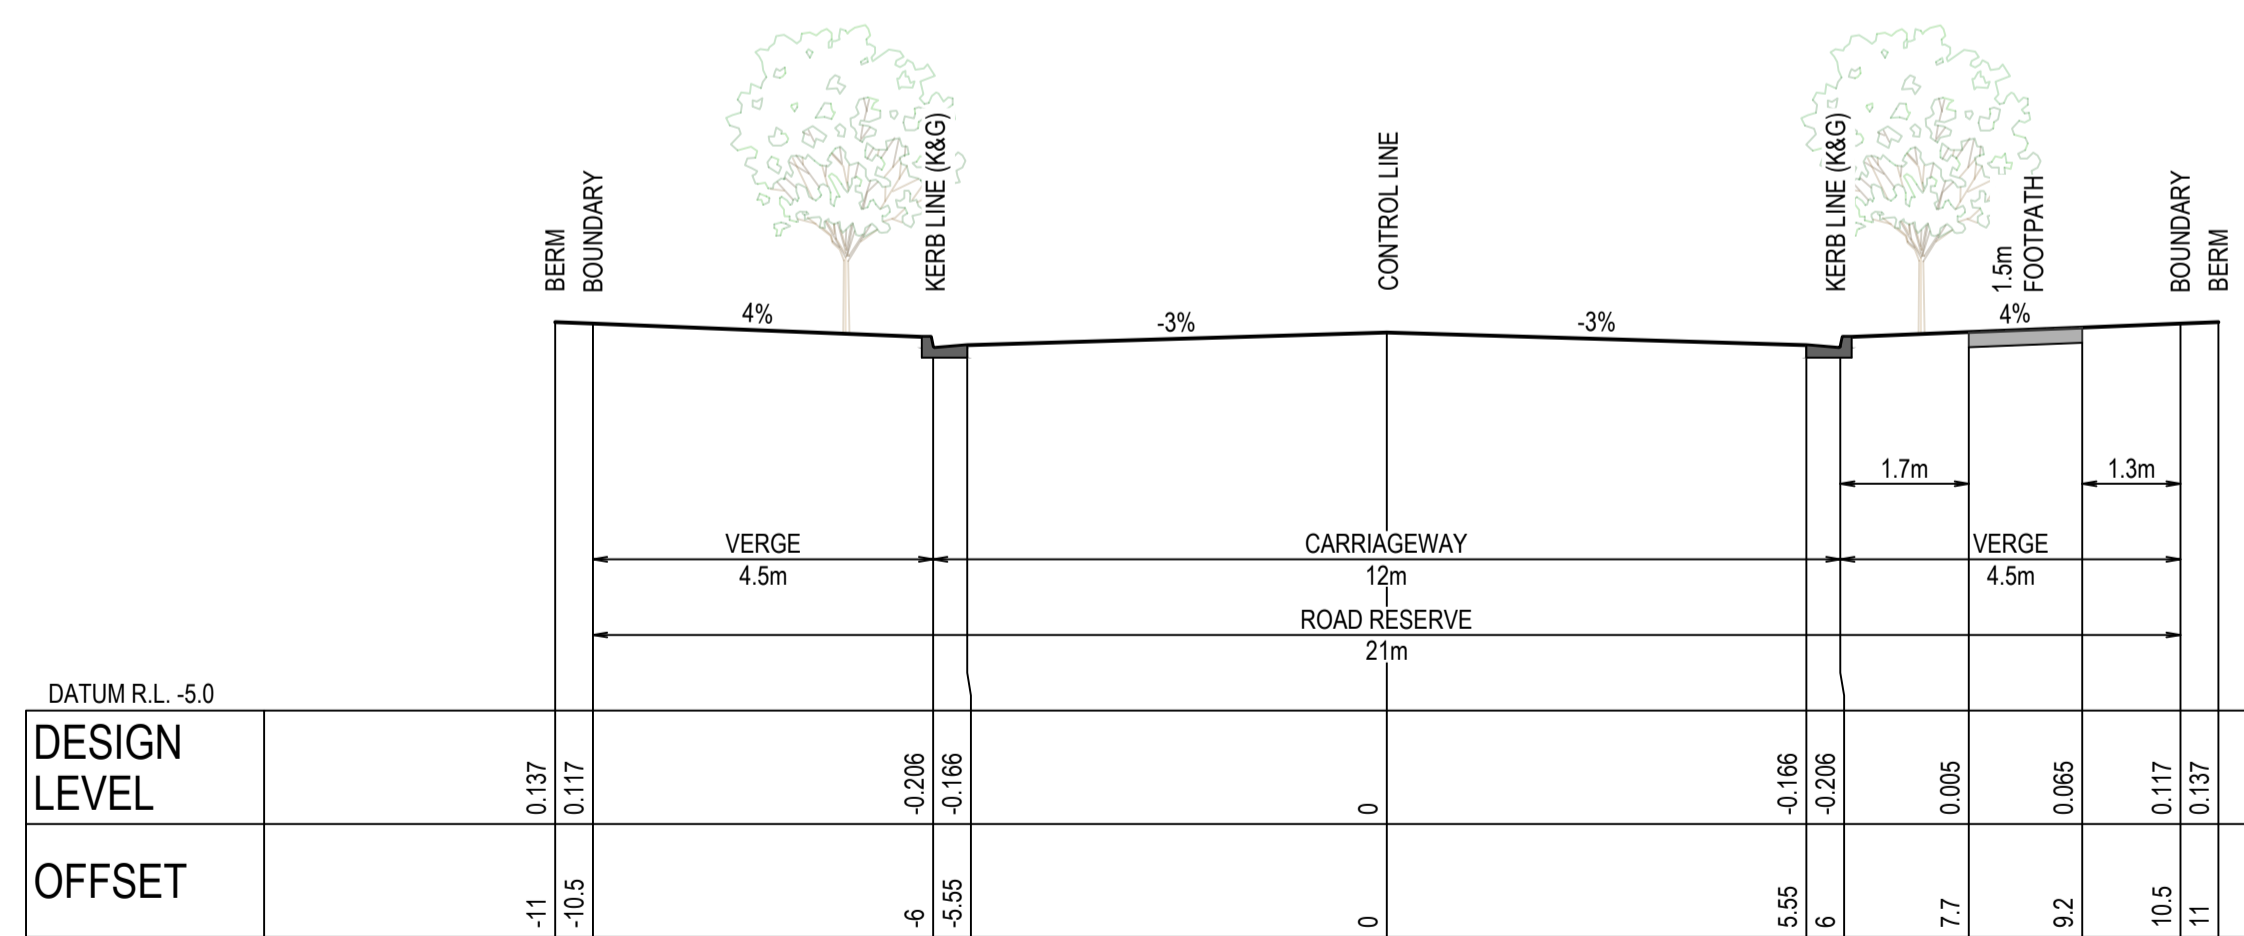 BERM
BOUNDARY
KERB LINE (K&G)
CONTROL LINE
KERB LINE (K&G)
1.5m
FOOTPATH
BOUNDARY
BERM
4%
-3%
-3%
4%
1.7m
1.3m
VERGE
4.5m
CARRIAGEWAY
12m
VERGE
4.5m
ROAD RESERVE
21m
DATUM R.L. -5.0
DESIGN
LEVEL
0.137
0.117
-0.206
-0.166
0
-0.166
-0.206
0.005
0.065
0.117
0.137
OFFSET
-11
-10.5
-6
-5.55
0
5.55
6
7.7
9.2
10.5
11